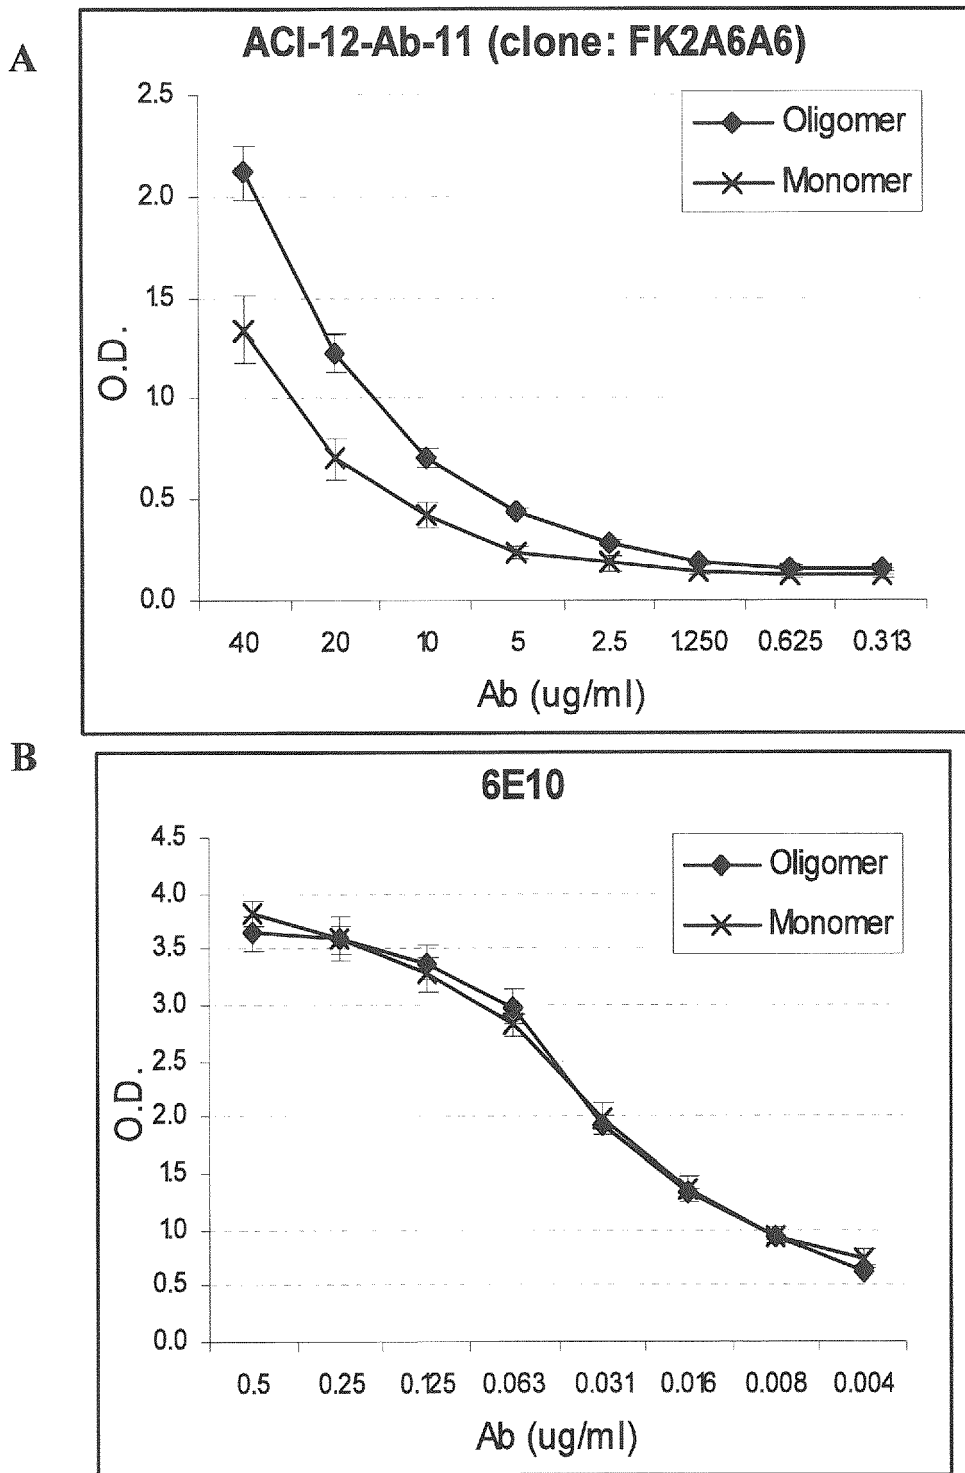 A
ACI-12-Ab-11 (clone: FK2A6A6)
2.5
2.0
1.5
1.0
0.5
0.0
O.D.
Oligomer
Monomer
40 20 10 5 2.5 1.250 0.625 0.313
Ab (ug/ml)
B
6E10
4.5
4.0
3.5
3.0
2.5
2.0
1.5
1.0
0.5
0.0
O.D.
Oligomer
Monomer
0.5 0.25 0.125 0.063 0.031 0.016 0.008 0.004
Ab (ug/ml)